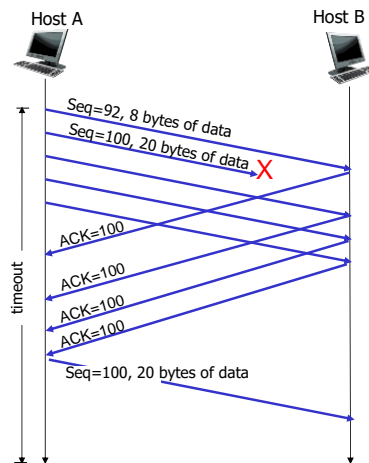 Host A
Host B
Seq=92, 8 bytes of data
Seq=100, 20 bytes of data
X
ACK=100
ACK=100
ACK=100
ACK=100
timeout
Seq=100, 20 bytes of data